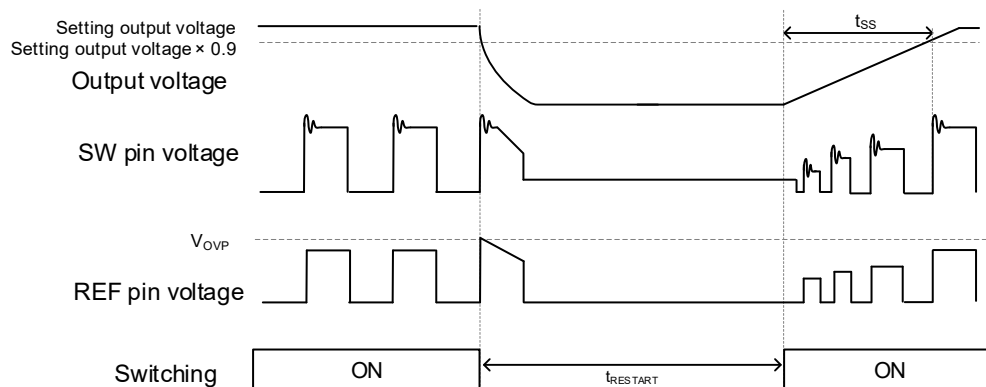 Setting output voltage
Setting output voltage × 0.9
Output voltage
tSS
SW pin voltage
VOVP
REF pin voltage
Switching
ON
tRESTART
ON